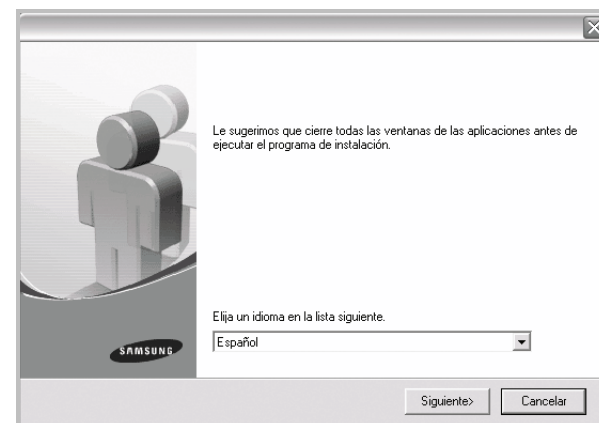 Le sugerimos que cierre todas las ventanas de las aplicaciones antes de
ejecutar el programa de instalación.
Elija un idioma en la lista siguiente.
Español
SAMSUNG
Siguiente>
Cancelar